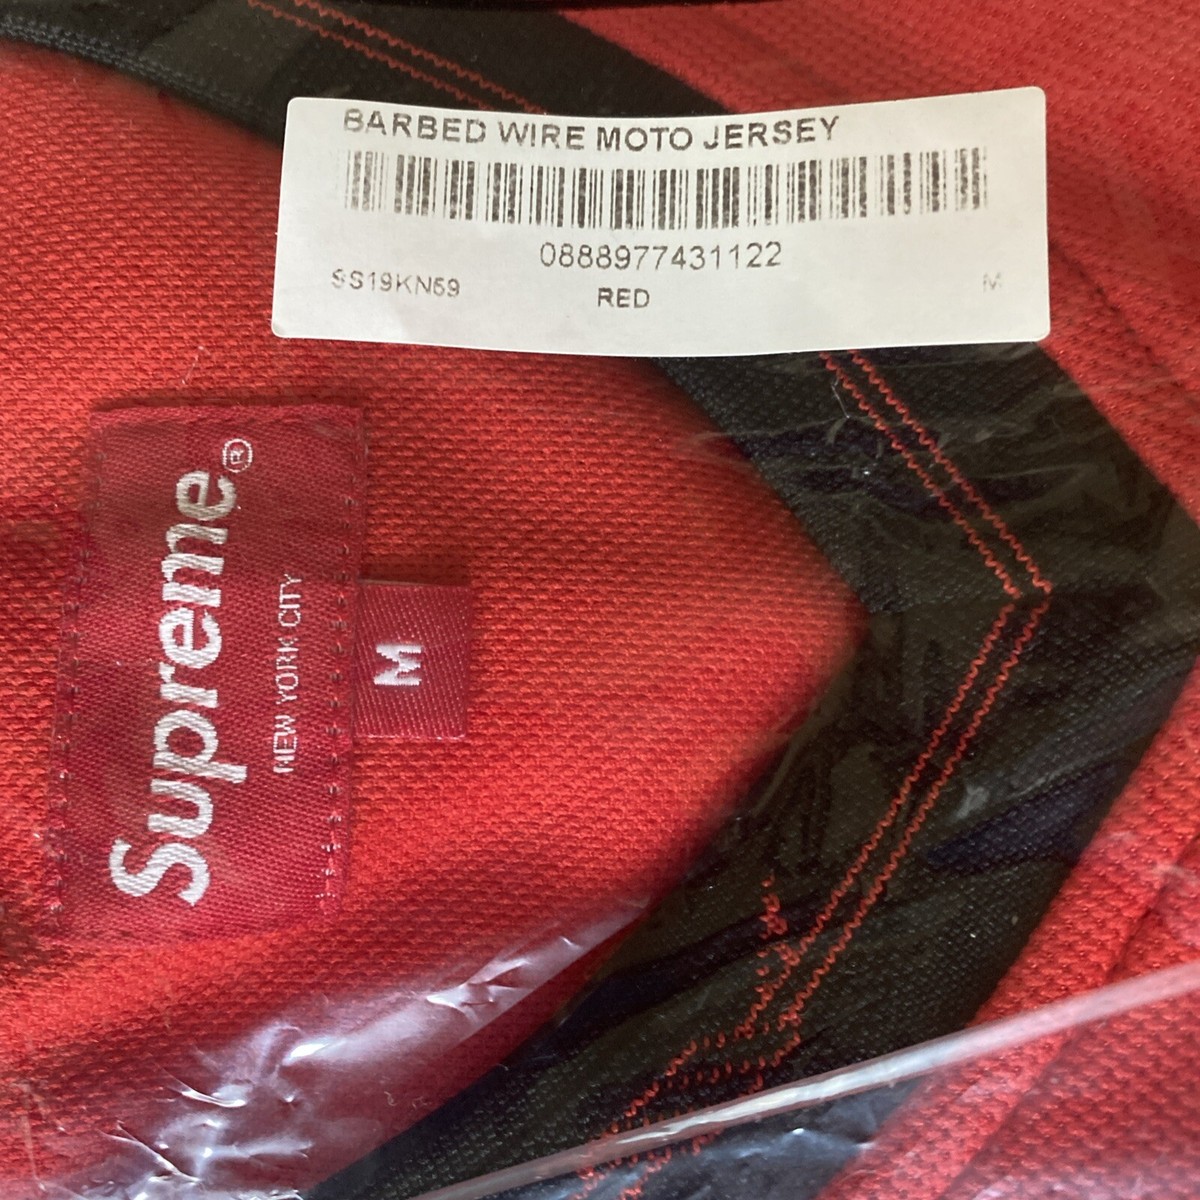 BARBED WIRE MOTO JERSEY
0888977431122
SS19KN59
RED
M
Supreme®
NEW YORK CITY
M